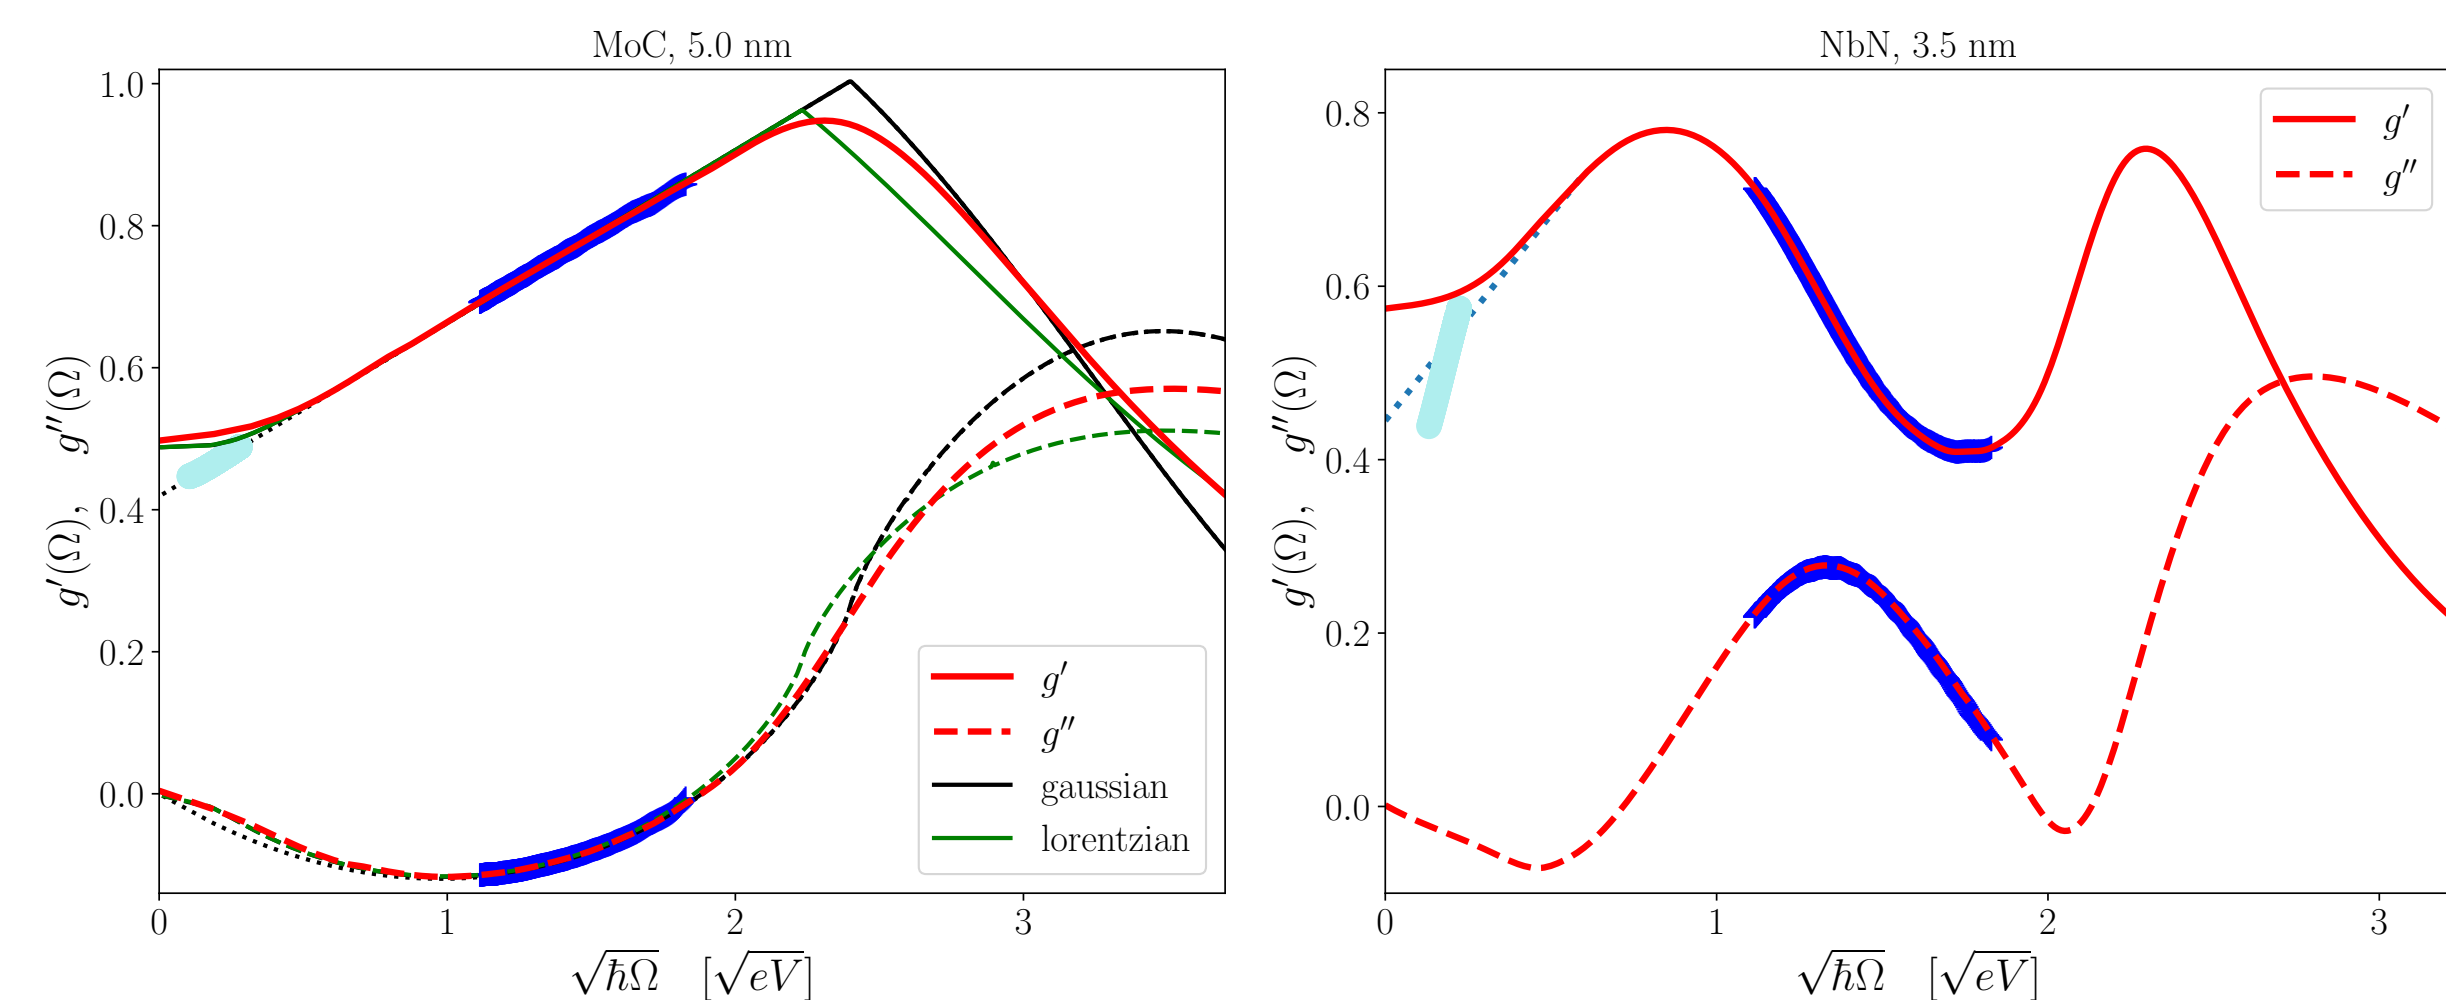 MoC, 5.0 nm
g′(Ω), g′′(Ω)
1.0
0.8
0.6
0.4
0.2
0.0
0 1 2 3
√ħΩ [√eV]
g′
g′′
gaussian
lorentzian
NbN, 3.5 nm
g′(Ω), g′′(Ω)
0.8
0.6
0.4
0.2
0.0
0 1 2 3
√ħΩ [√eV]
g′
g′′